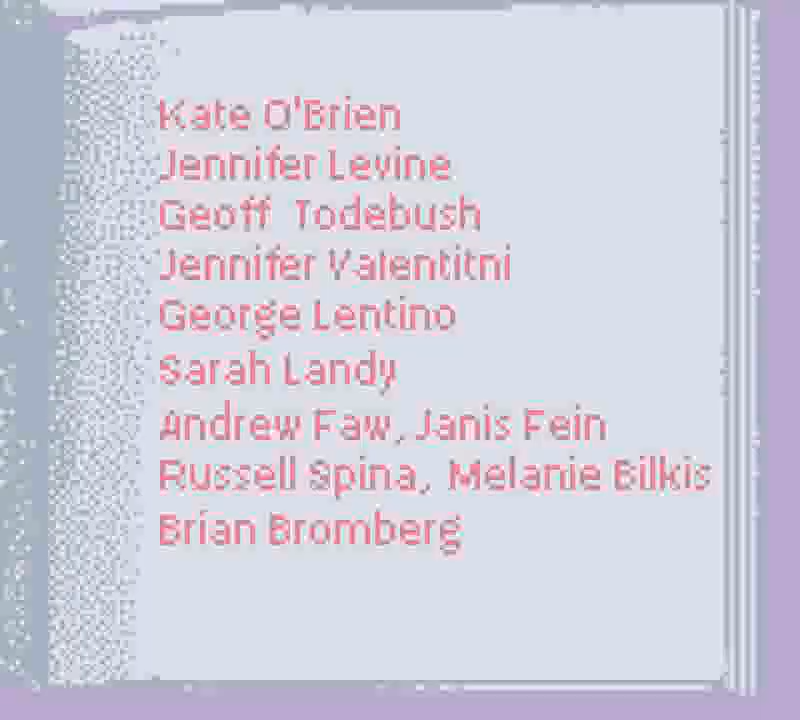 Kate O'Brien
Jennifer Levine
Geoff Todebush
Jennifer Valentitni
George Lentino
Sarah Landy
Andrew Faw, Janis Fein
Russell Spina, Melanie Bilkis
Brian Bromberg